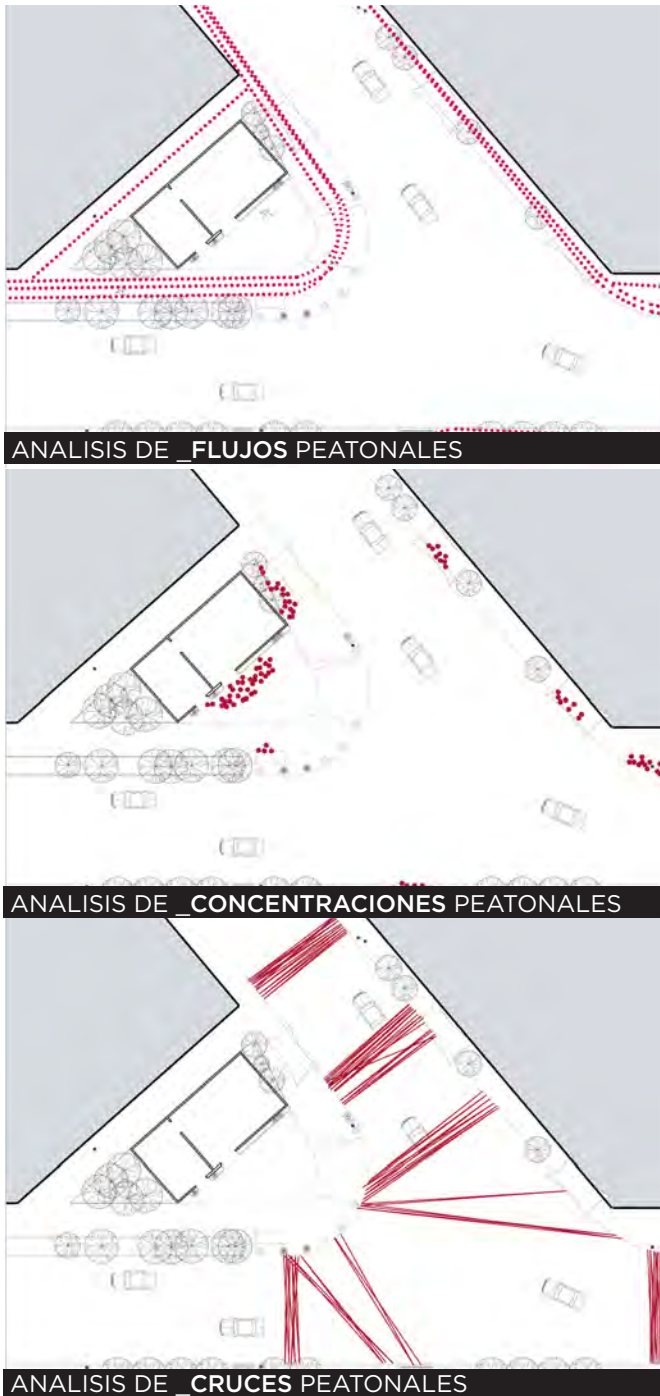 ANALISIS DE _FLUJOS PEATONALES
ANALISIS DE _CONCENTRACIONES PEATONALES
ANALISIS DE _CRUCES PEATONALES